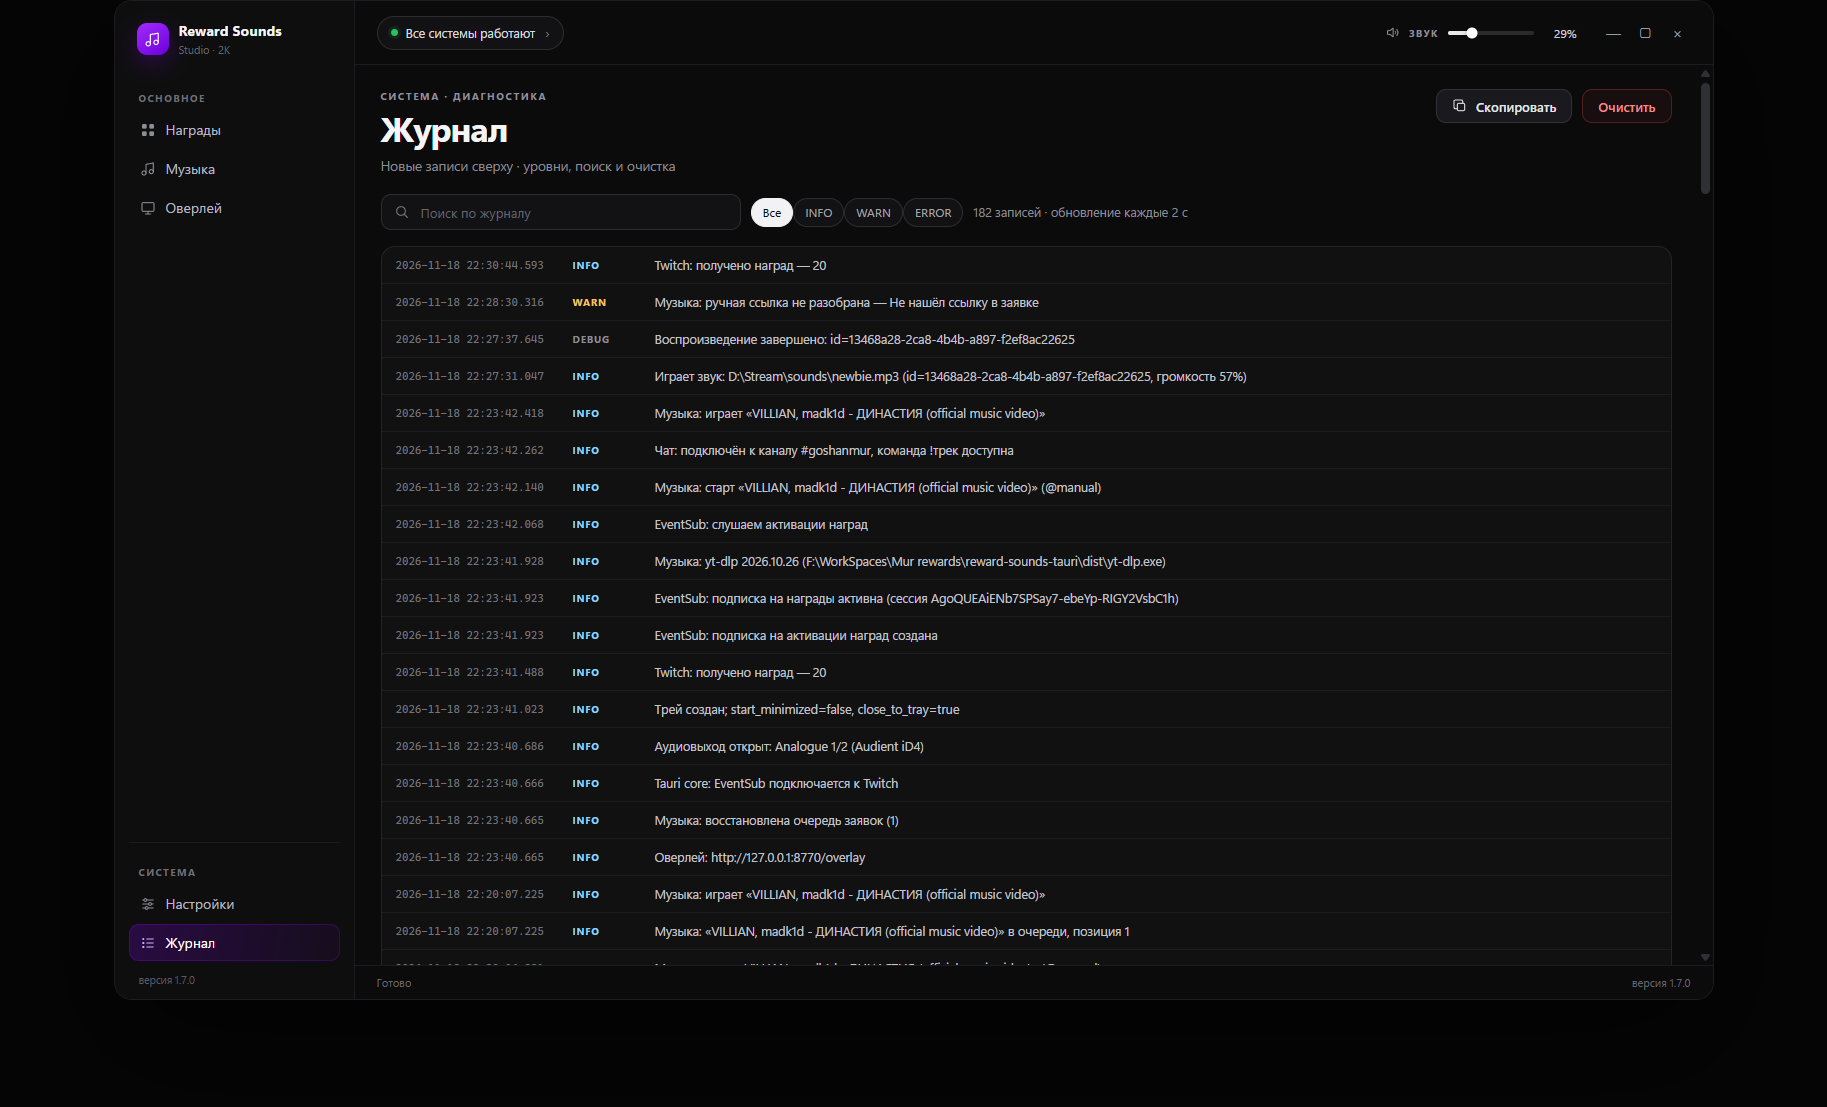 Reward Sounds
Studio · 2K
ОСНОВНОЕ
Награды
Музыка
Оверлей
СИСТЕМА
Настройки
Журнал
версия 1.7.0
Все системы работают ›
ЗВУК 29%
СИСТЕМА · ДИАГНОСТИКА
Журнал
Новые записи сверху · уровни, поиск и очистка
Скопировать
Очистить
Поиск по журналу
Все INFO WARN ERROR 182 записей · обновление каждые 2 с
2026-11-18 22:30:44.593 INFO Twitch: получено наград — 20
2026-11-18 22:28:30.316 WARN Музыка: ручная ссылка не разобрана — Не нашёл ссылку в заявке
2026-11-18 22:27:37.645 DEBUG Воспроизведение завершено: id=13468a28-2ca8-4b4b-a897-f2ef8ac22625
2026-11-18 22:27:31.047 INFO Играет звук: D:\Stream\sounds\newbie.mp3 (id=13468a28-2ca8-4b4b-a897-f2ef8ac22625, громкость 57%)
2026-11-18 22:23:42.418 INFO Музыка: играет «VILLIAN, madk1d - ДИНАСТИЯ (official music video)»
2026-11-18 22:23:42.262 INFO Чат: подключён к каналу #goshanmur, команда !трек доступна
2026-11-18 22:23:42.140 INFO Музыка: старт «VILLIAN, madk1d - ДИНАСТИЯ (official music video)» (@manual)
2026-11-18 22:23:42.068 INFO EventSub: слушаем активации наград
2026-11-18 22:23:41.928 INFO Музыка: yt-dlp 2026.10.26 (F:\WorkSpaces\Mur rewards\reward-sounds-tauri\dist\yt-dlp.exe)
2026-11-18 22:23:41.923 INFO EventSub: подписка на награды активна (сессия AgoQUEAiENb7SPSay7-ebeYp-RIGY2VsbC1h)
2026-11-18 22:23:41.923 INFO EventSub: подписка на активации наград создана
2026-11-18 22:23:41.488 INFO Twitch: получено наград — 20
2026-11-18 22:23:41.023 INFO Трей создан; start_minimized=false, close_to_tray=true
2026-11-18 22:23:40.686 INFO Аудиовыход открыт: Analogue 1/2 (Audient iD4)
2026-11-18 22:23:40.666 INFO Tauri core: EventSub подключается к Twitch
2026-11-18 22:23:40.665 INFO Музыка: восстановлена очередь заявок (1)
2026-11-18 22:23:40.665 INFO Оверлей: http://127.0.0.1:8770/overlay
2026-11-18 22:20:07.225 INFO Музыка: играет «VILLIAN, madk1d - ДИНАСТИЯ (official music video)»
2026-11-18 22:20:07.225 INFO Музыка: «VILLIAN, madk1d - ДИНАСТИЯ (official music video)» в очереди, позиция 1
Готово
версия 1.7.0